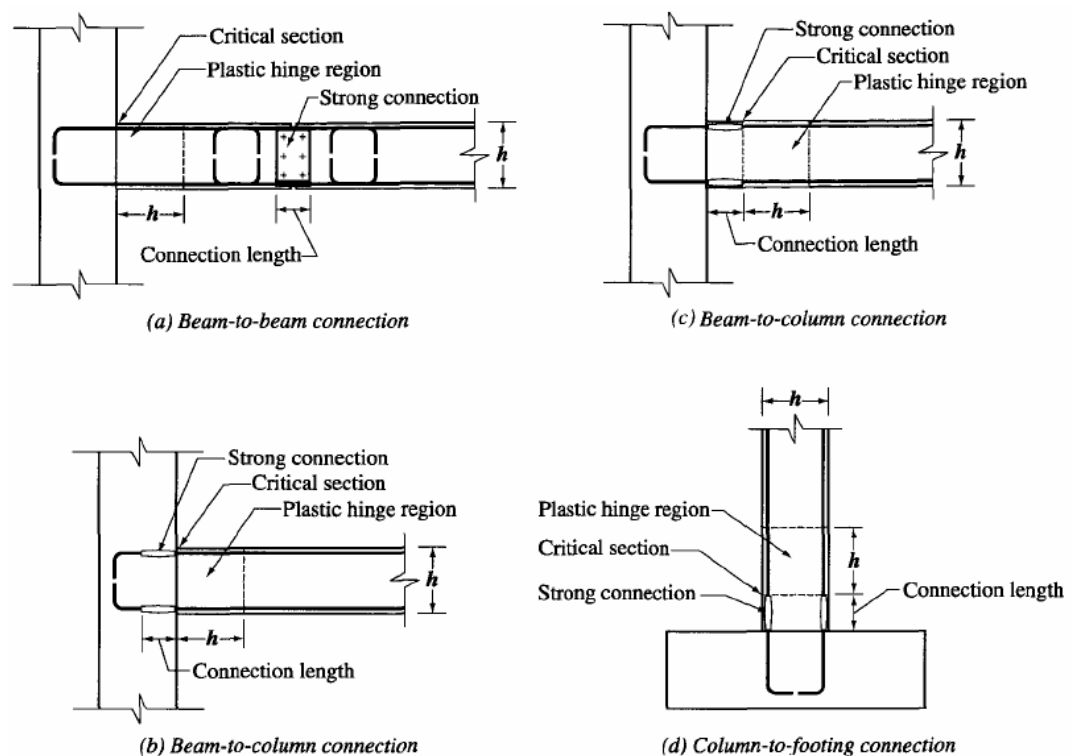 Critical section
Plastic hinge region
Strong connection
h
h
Connection length
(a) Beam-to-beam connection
Strong connection
Critical section
Plastic hinge region
h
h
Connection length
(c) Beam-to-column connection
Strong connection
Critical section
Plastic hinge region
h
h
Connection length
(b) Beam-to-column connection
h
Plastic hinge region
Critical section
h
Strong connection
Connection length
(d) Column-to-footing connection